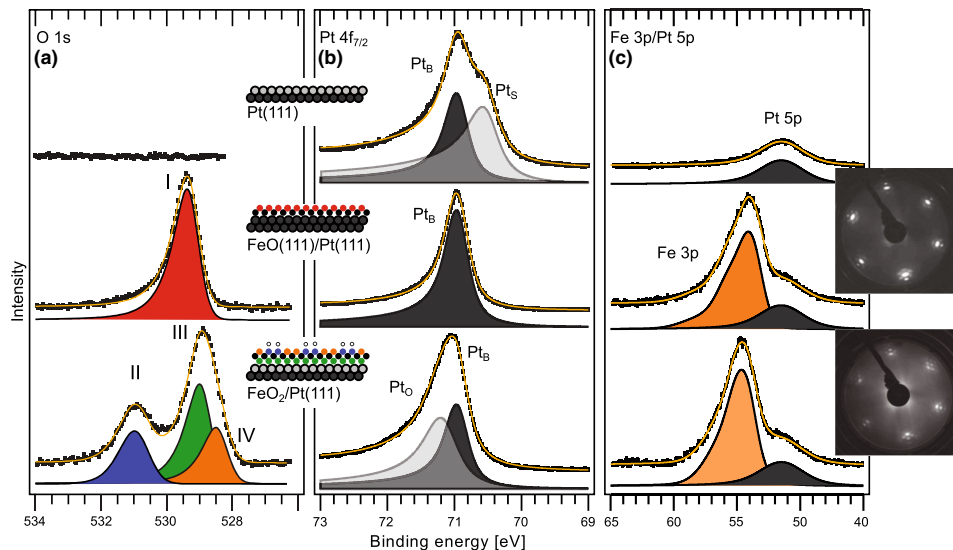 O 1s
(a)
I
III
II
IV
Intensity
534
532
530
528
Pt 4f7/2
(b)
PtB
PtS
Pt(111)
PtB
FeO(111)/Pt(111)
PtB
PtO
FeO2/Pt(111)
73
72
71
70
69
Binding energy [eV]
Fe 3p/Pt 5p
(c)
Pt 5p
Fe 3p
65
60
55
50
45
40